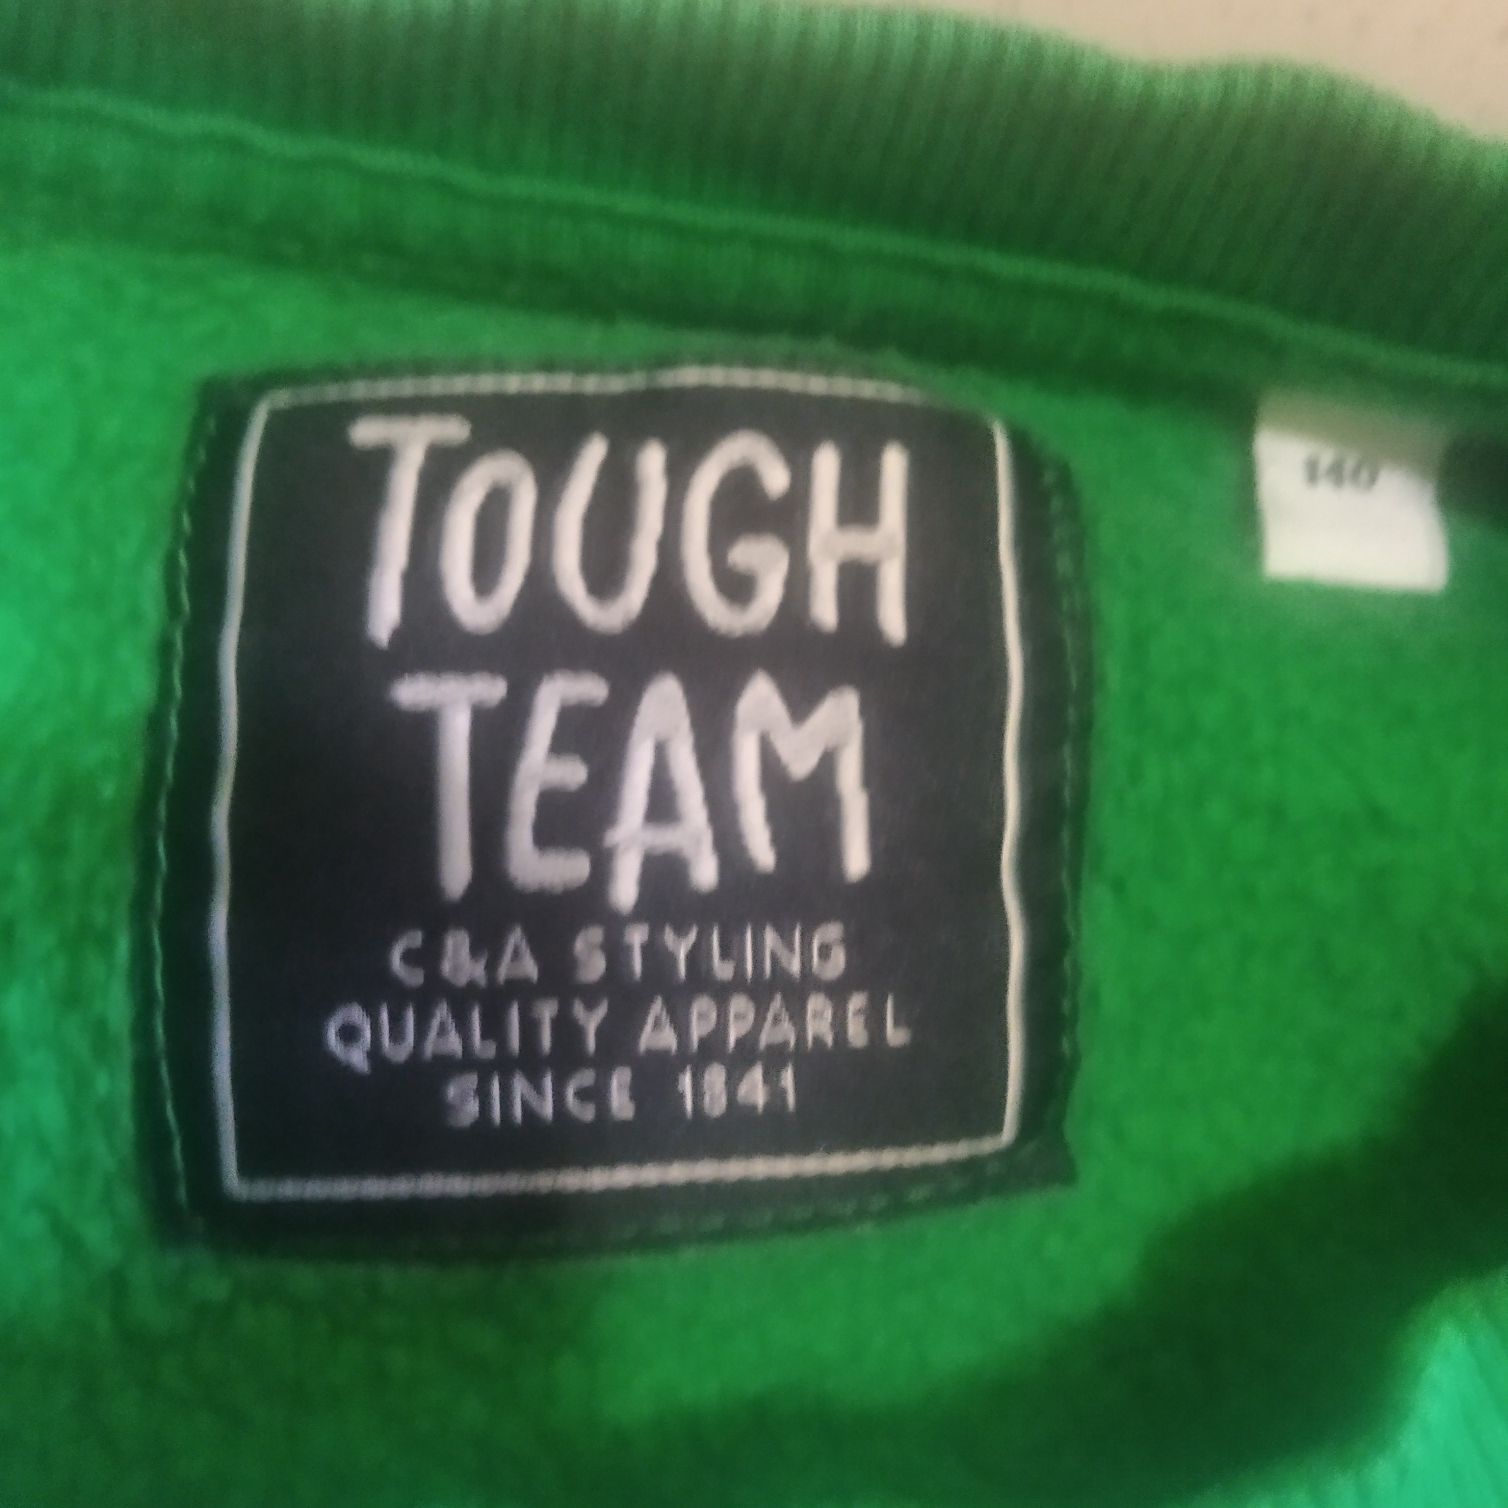 TOUGH
TEAM
C&A STYLING
QUALITY APPAREL
SINCE 1841
140